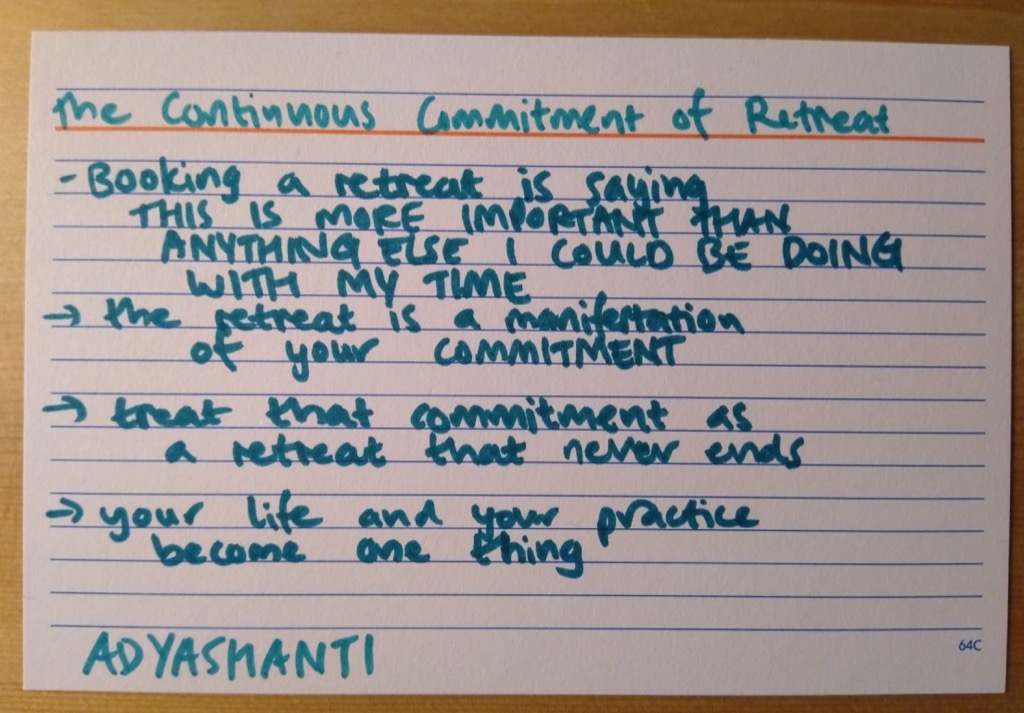 the Continuous Commitment of Retreat
- Booking a retreat is saying
THIS IS MORE IMPORTANT THAN
ANYTHING ELSE I COULD BE DOING
WITH MY TIME
→ the retreat is a manifestation
of your COMMITMENT
→ treat that commitment as
a retreat that never ends
→ your life and your practice
become one thing
ADYASHANTI
64C